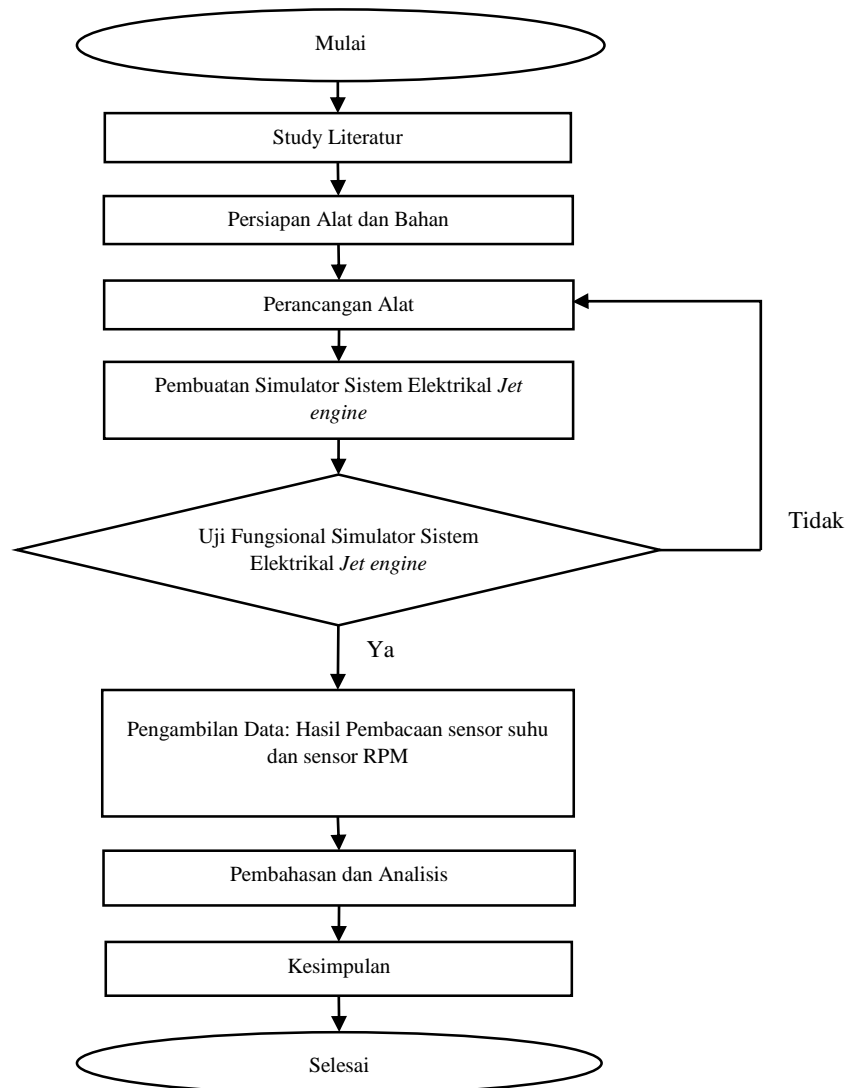 Mulai
Study Literatur
Persiapan Alat dan Bahan
Perancangan Alat
Pembuatan Simulator Sistem Elektrikal Jet
engine
Uji Fungsional Simulator Sistem
Elektrikal Jet engine
Tidak
Ya
Pengambilan Data: Hasil Pembacaan sensor suhu
dan sensor RPM
Pembahasan dan Analisis
Kesimpulan
Selesai